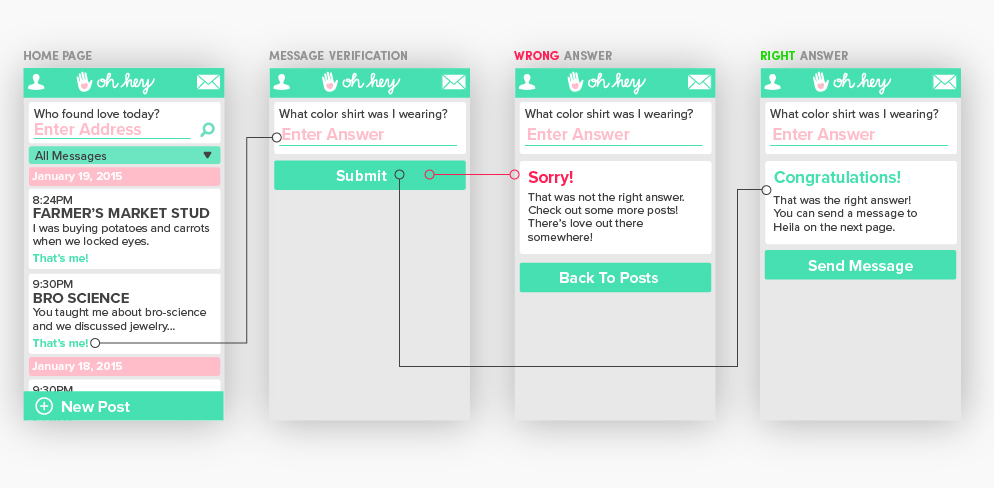 HOME PAGE
oh hey
Who found love today?
Enter Address
All Messages
January 19, 2015
8:24PM
FARMER'S MARKET STUD
I was buying potatoes and carrots
when we locked eyes.
That's me!
9:30PM
BRO SCIENCE
You taught me about bro-science
and we discussed jewelry...
That's me!
January 18, 2015
9:30PM
New Post
MESSAGE VERIFICATION
oh hey
What color shirt was I wearing?
Enter Answer
Submit
WRONG ANSWER
oh hey
What color shirt was I wearing?
Enter Answer
Sorry!
That was not the right answer.
Check out some more posts!
There's love out there
somewhere!
Back To Posts
RIGHT ANSWER
oh hey
What color shirt was I wearing?
Enter Answer
Congratulations!
That was the right answer!
You can send a message to
Heila on the next page.
Send Message